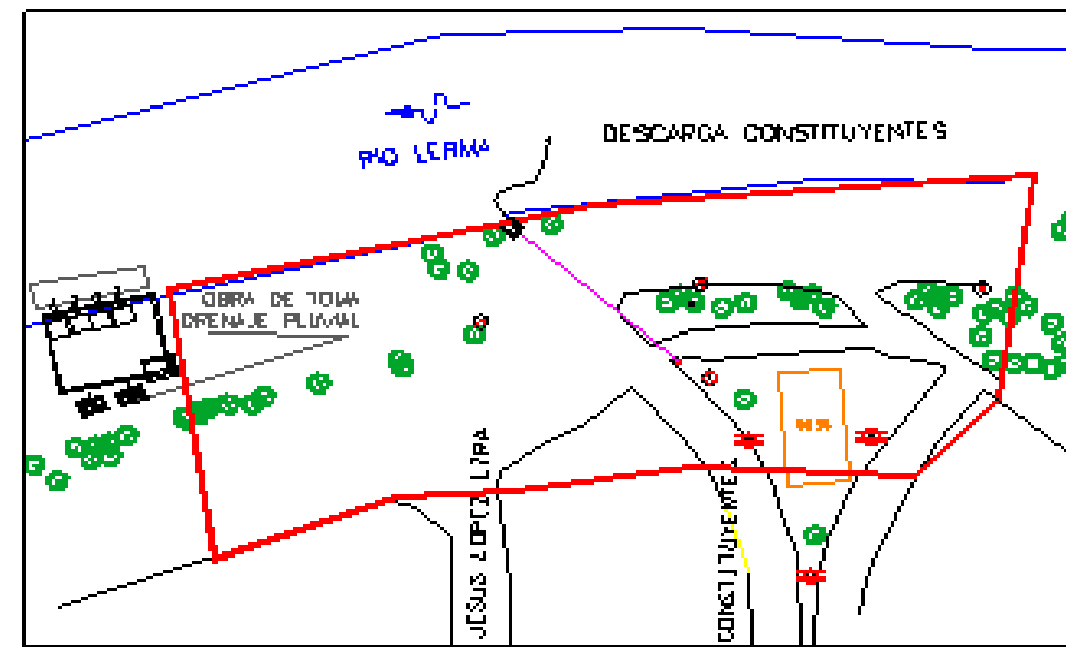 DESCARGA CONSTITUYENTES
RIO LERMA
OBRA DE TOMA
DRENAJE PLUVIAL
JESUS LOPEZ LIRA
CONSTITUYENTES